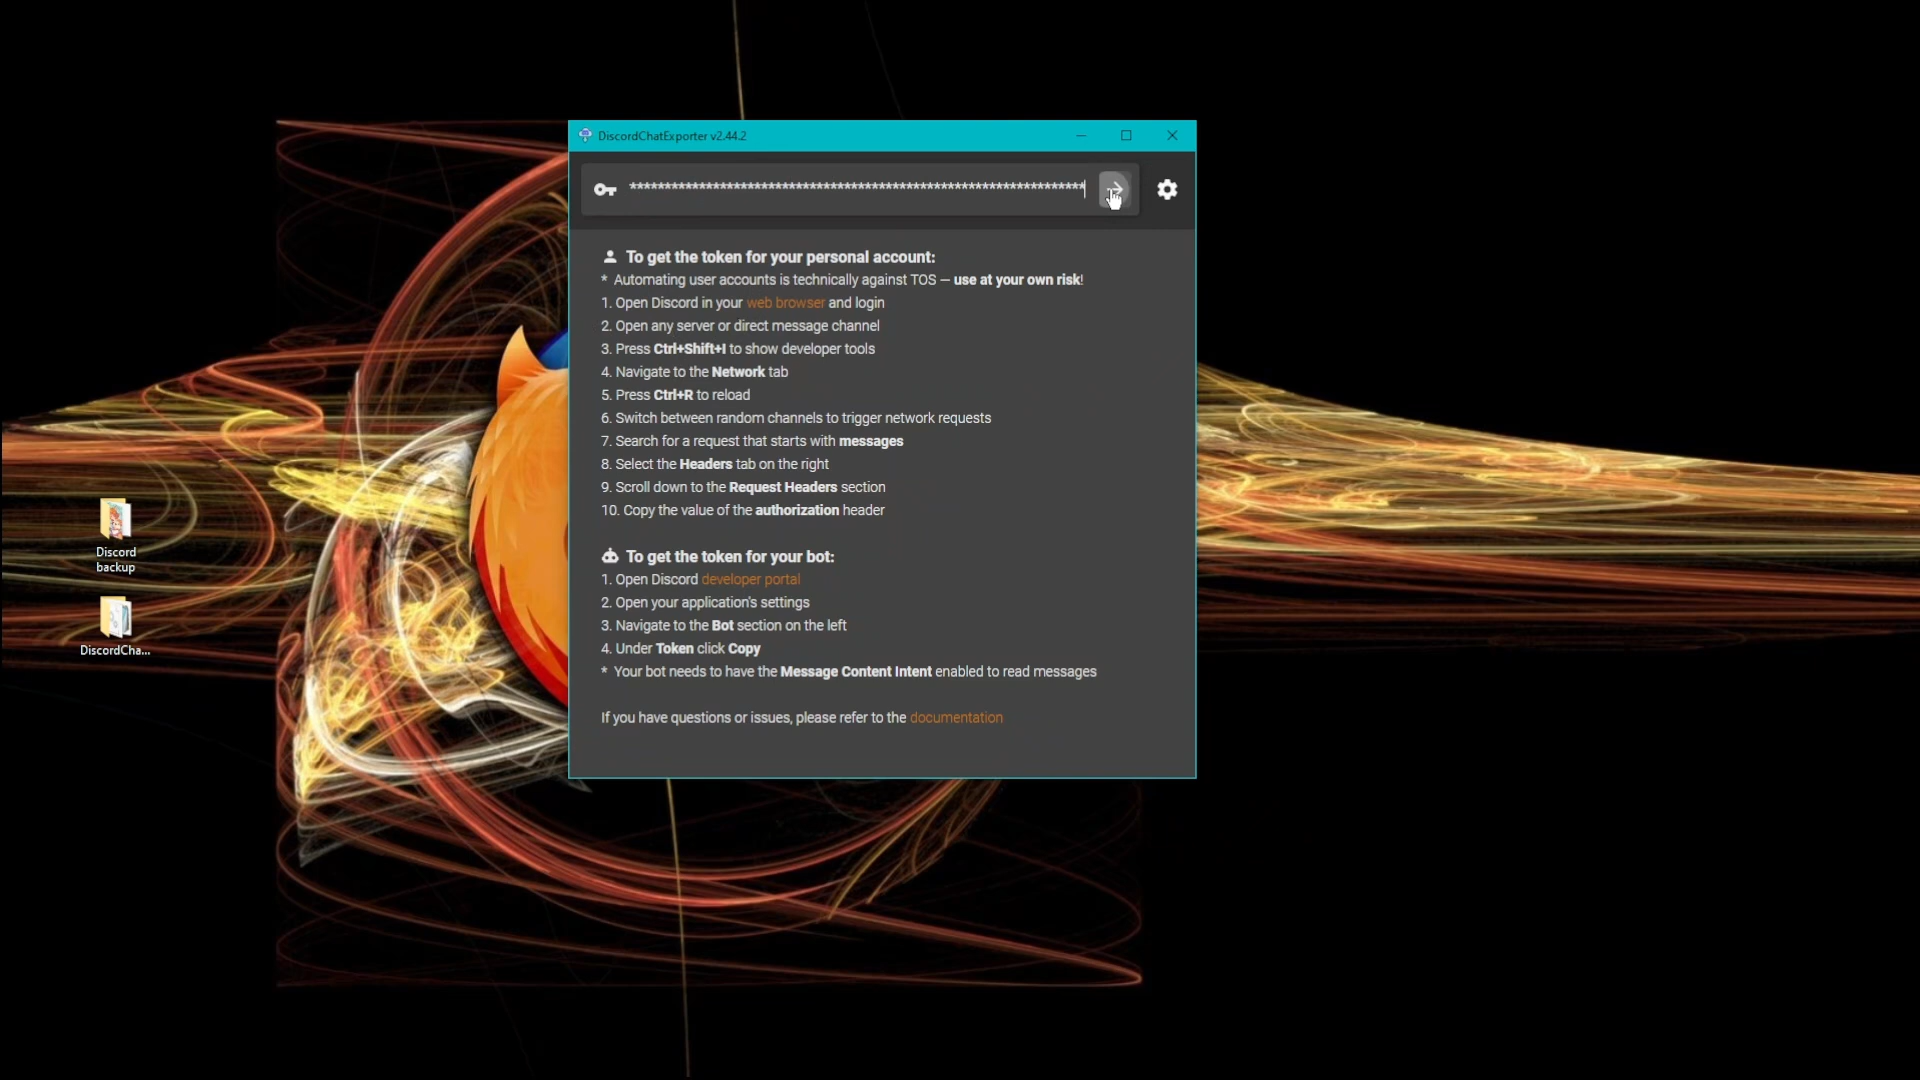 DiscordChatExporter v2.44.2
*****************************************************************
To get the token for your personal account:
* Automating user accounts is technically against TOS — use at your own risk!
1. Open Discord in your web browser and login
2. Open any server or direct message channel
3. Press Ctrl+Shift+I to show developer tools
4. Navigate to the Network tab
5. Press Ctrl+R to reload
6. Switch between random channels to trigger network requests
7. Search for a request that starts with messages
8. Select the Headers tab on the right
9. Scroll down to the Request Headers section
10. Copy the value of the authorization header
To get the token for your bot:
1. Open Discord developer portal
2. Open your application's settings
3. Navigate to the Bot section on the left
4. Under Token click Copy
* Your bot needs to have the Message Content Intent enabled to read messages
If you have questions or issues, please refer to the documentation
Discord
backup
DiscordCha...